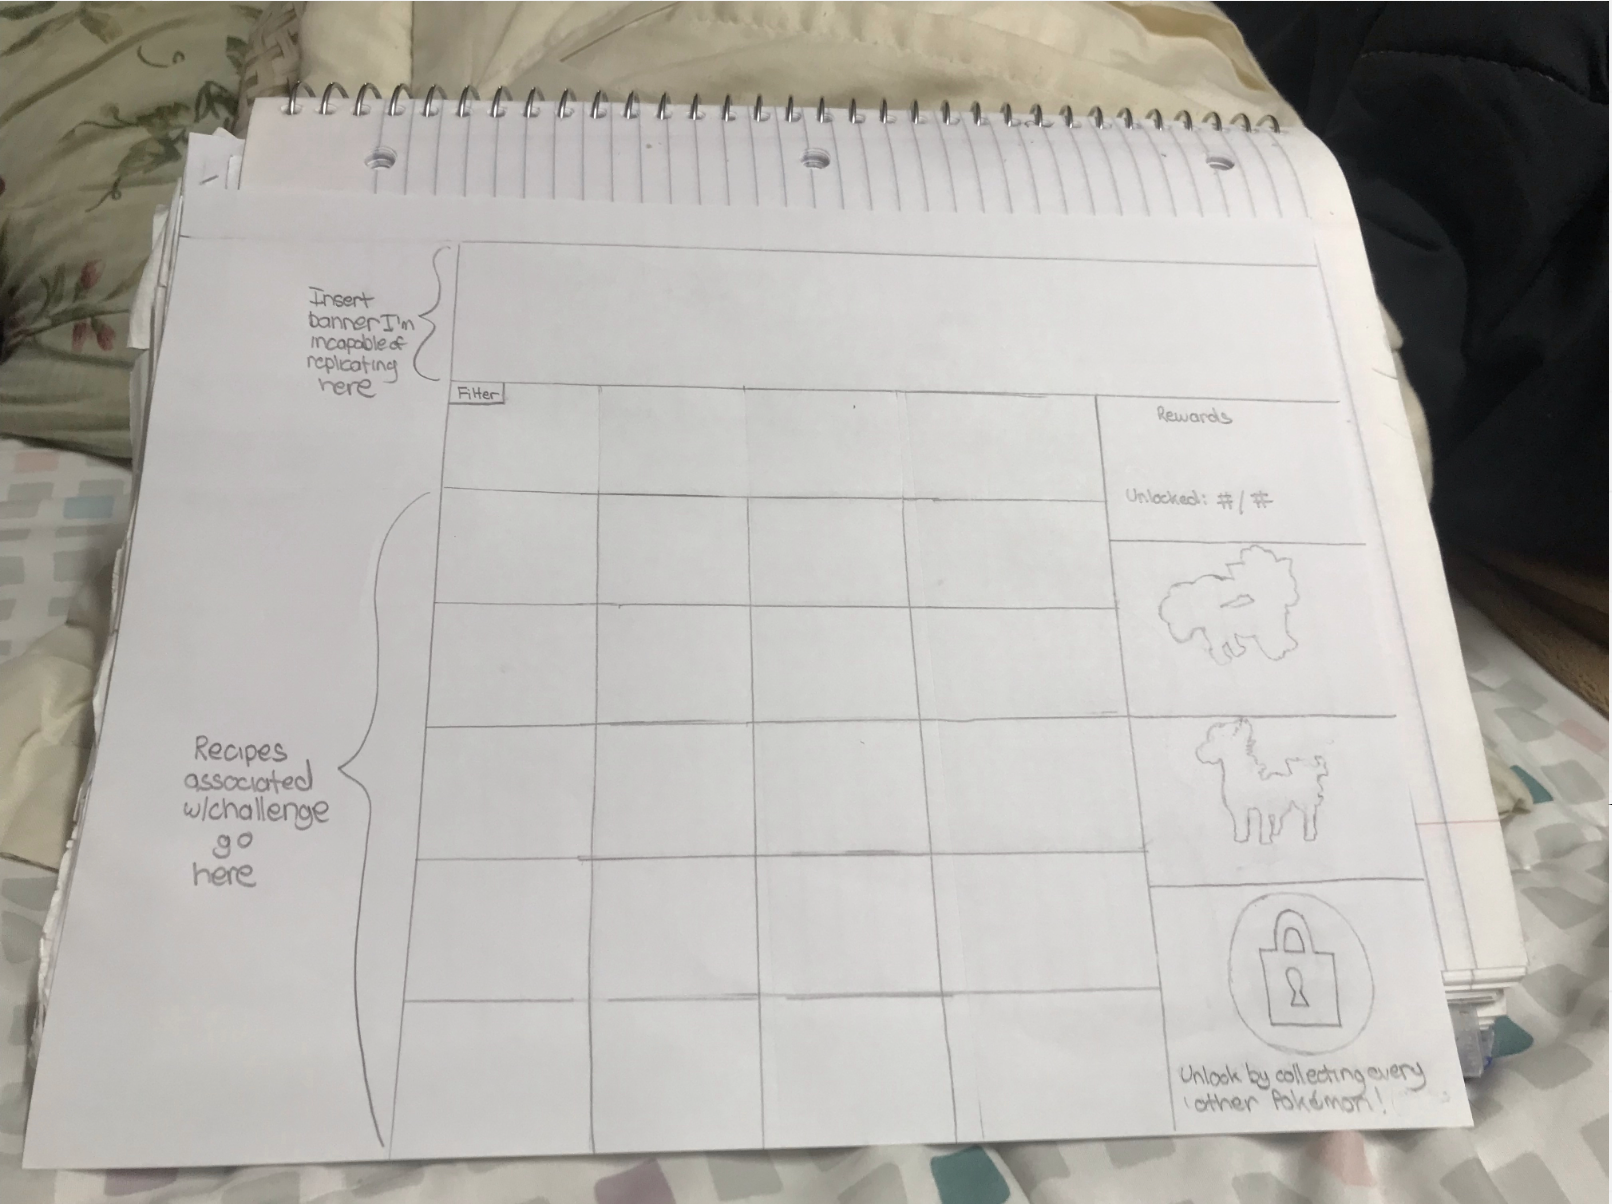 Insert
banner I'm
incapable of
replicating
here
Filter
Rewards
Unlocked: #/#
Recipes
associated
w/challenge
go
here
Unlock by collecting every
other Pokémon!